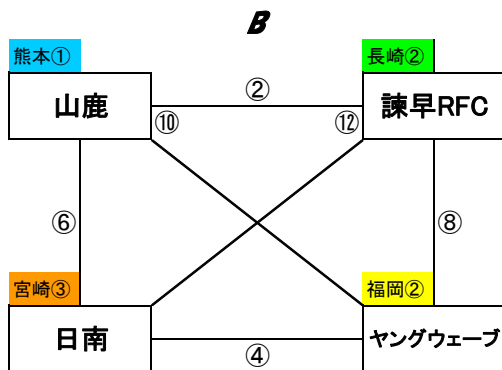 B
熊本①
長崎②
山鹿
②
諫早RFC
⑩
⑫
⑥
⑧
宮崎③
福岡②
日南
④
ヤングウェーブ